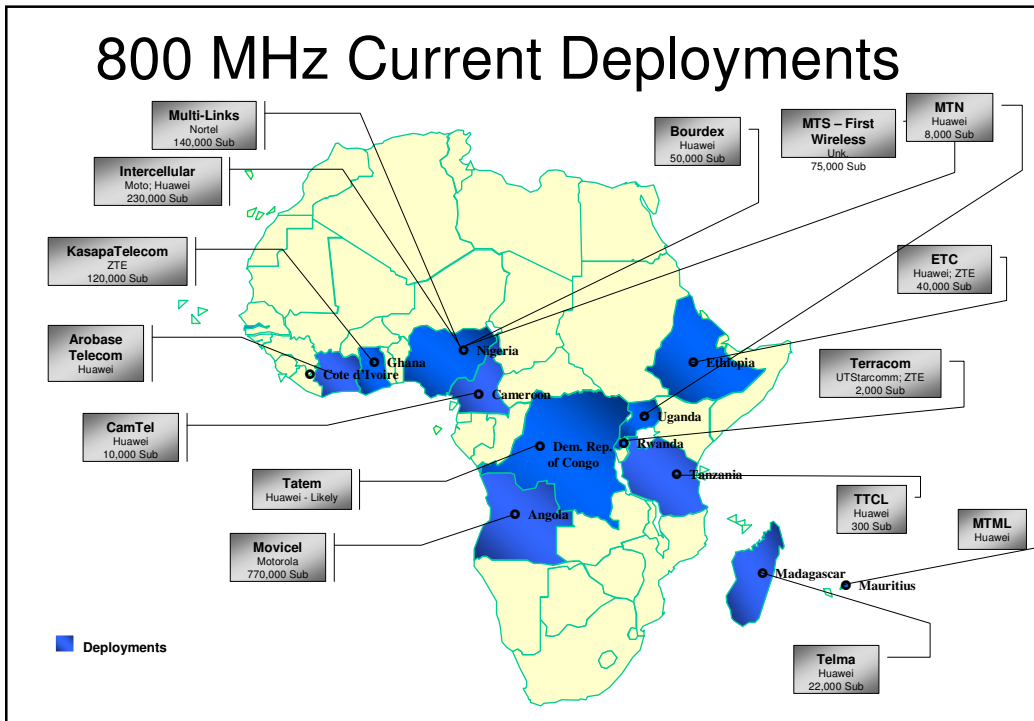 800 MHz Current Deployments
Multi-Links
Nortel
140,000 Sub
Intercellular
Moto; Huawei
230,000 Sub
KasapaTelecom
ZTE
120,000 Sub
Arobase
Telecom
Huawei
CamTel
Huawei
10,000 Sub
Tatem
Huawei - Likely
Movicel
Motorola
770,000 Sub
Bourdex
Huawei
50,000 Sub
MTS – First
Wireless
Unk.
75,000 Sub
MTN
Huawei
8,000 Sub
ETC
Huawei; ZTE
40,000 Sub
Terracom
UTStarcomm; ZTE
2,000 Sub
TTCL
Huawei
300 Sub
MTML
Huawei
Telma
Huawei
22,000 Sub
Nigeria
Ghana
Cote d'Ivoire
Cameroon
Ethiopia
Uganda
Rwanda
Dem. Rep.
of Congo
Tanzania
Angola
Madagascar
Mauritius
Deployments